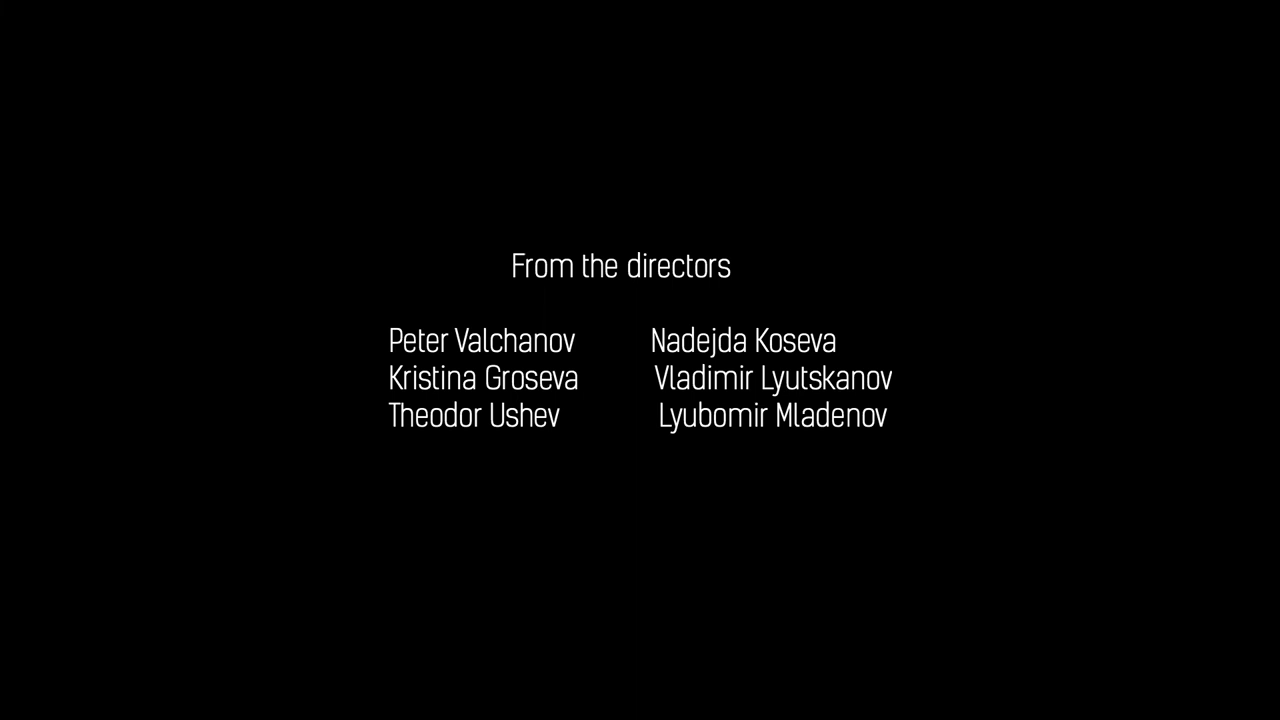 From the directors
Peter Valchanov Nadejda Koseva
Kristina Groseva Vladimir Lyutskanov
Theodor Ushev Lyubomir Mladenov